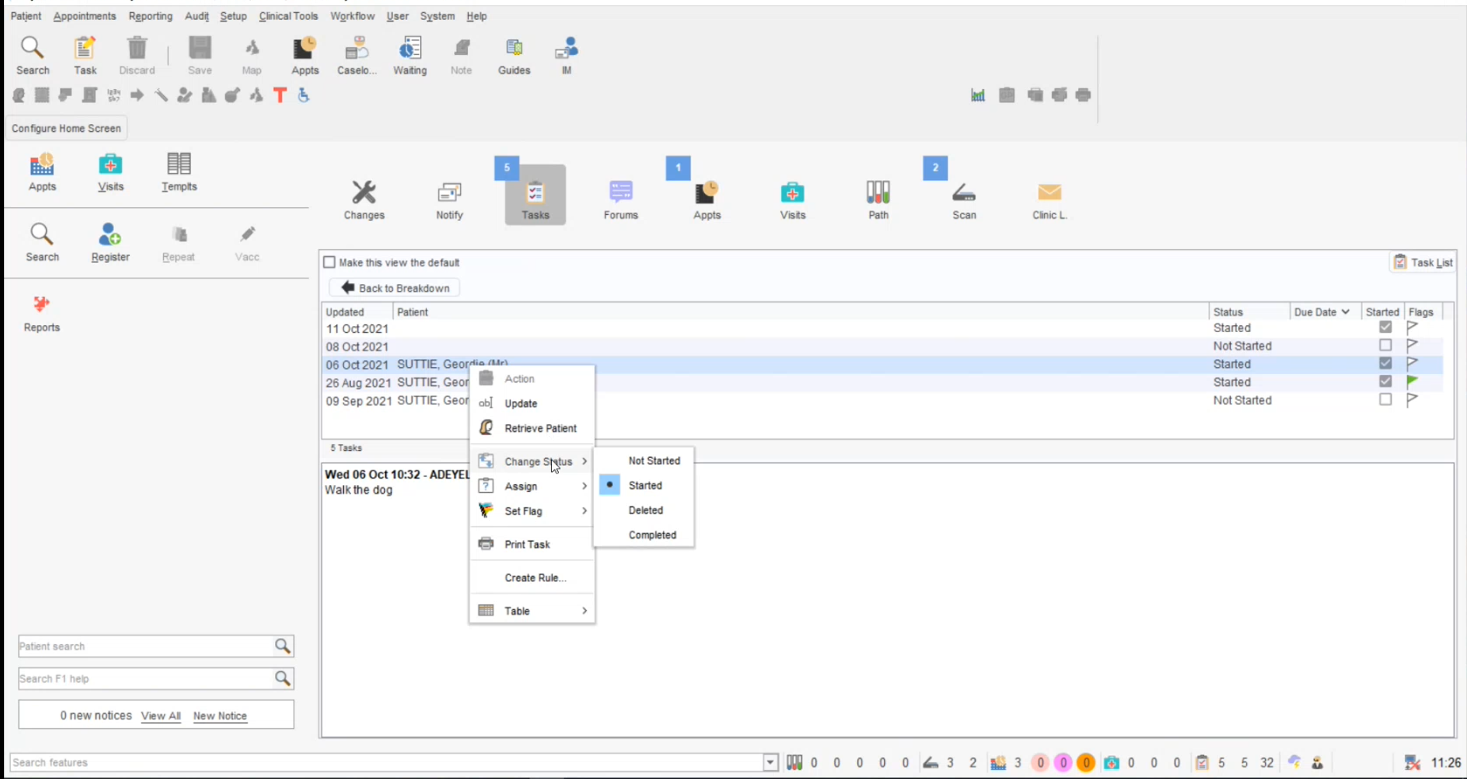 Patient Appointments Reporting Audit Setup Clinical Tools Workflow User System Help
Search Task Discard Save Map Appts Caselo... Waiting Note Guides IM
Configure Home Screen
Appts Visits Templts
5 1 2
Changes Notify Tasks Forums Appts Visits Path Scan Clinic L.
Search Register Repeat Vacc
Make this view the default Task List
Back to Breakdown
Reports
Updated Patient Status Due Date Started Flags
11 Oct 2021 Started
08 Oct 2021 Not Started
06 Oct 2021 SUTTIE, Geordie (Mr) Started
26 Aug 2021 SUTTIE, Geor Started
09 Sep 2021 SUTTIE, Geor Not Started
5 Tasks
Wed 06 Oct 10:32 - ADEYEL
Walk the dog
Action
Update
Retrieve Patient
Change Status
Assign
Set Flag
Print Task
Create Rule...
Table
Not Started
Started
Deleted
Completed
Patient search
Search F1 help
0 new notices View All New Notice
Search features 0 0 0 0 0 3 2 3 0 0 0 0 0 0 5 5 32 11:26